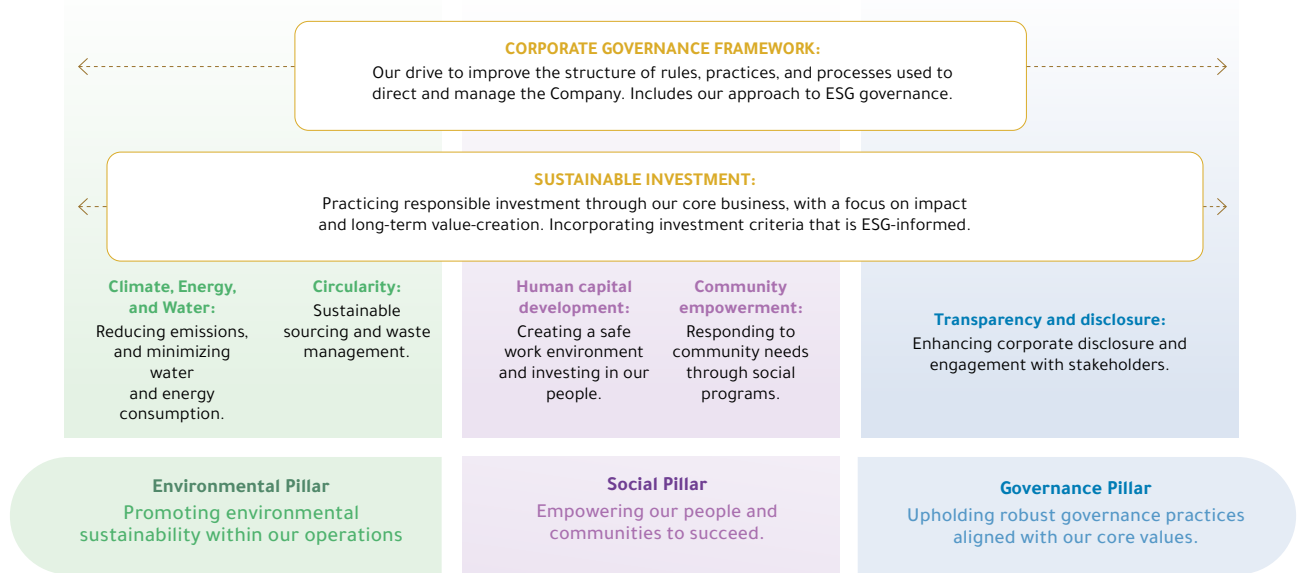 CORPORATE GOVERNANCE FRAMEWORK:
Our drive to improve the structure of rules, practices, and processes used to
direct and manage the Company. Includes our approach to ESG governance.
SUSTAINABLE INVESTMENT:
Practicing responsible investment through our core business, with a focus on impact
and long-term value-creation. Incorporating investment criteria that is ESG-informed.
Climate, Energy,
and Water:
Reducing emissions,
and minimizing
water
and energy
consumption.
Circularity:
Sustainable
sourcing and waste
management.
Human capital
development:
Creating a safe
work environment
and investing in our
people.
Community
empowerment:
Responding to
community needs
through social
programs.
Transparency and disclosure:
Enhancing corporate disclosure and
engagement with stakeholders.
Environmental Pillar
Promoting environmental
sustainability within our operations
Social Pillar
Empowering our people and
communities to succeed.
Governance Pillar
Upholding robust governance practices
aligned with our core values.